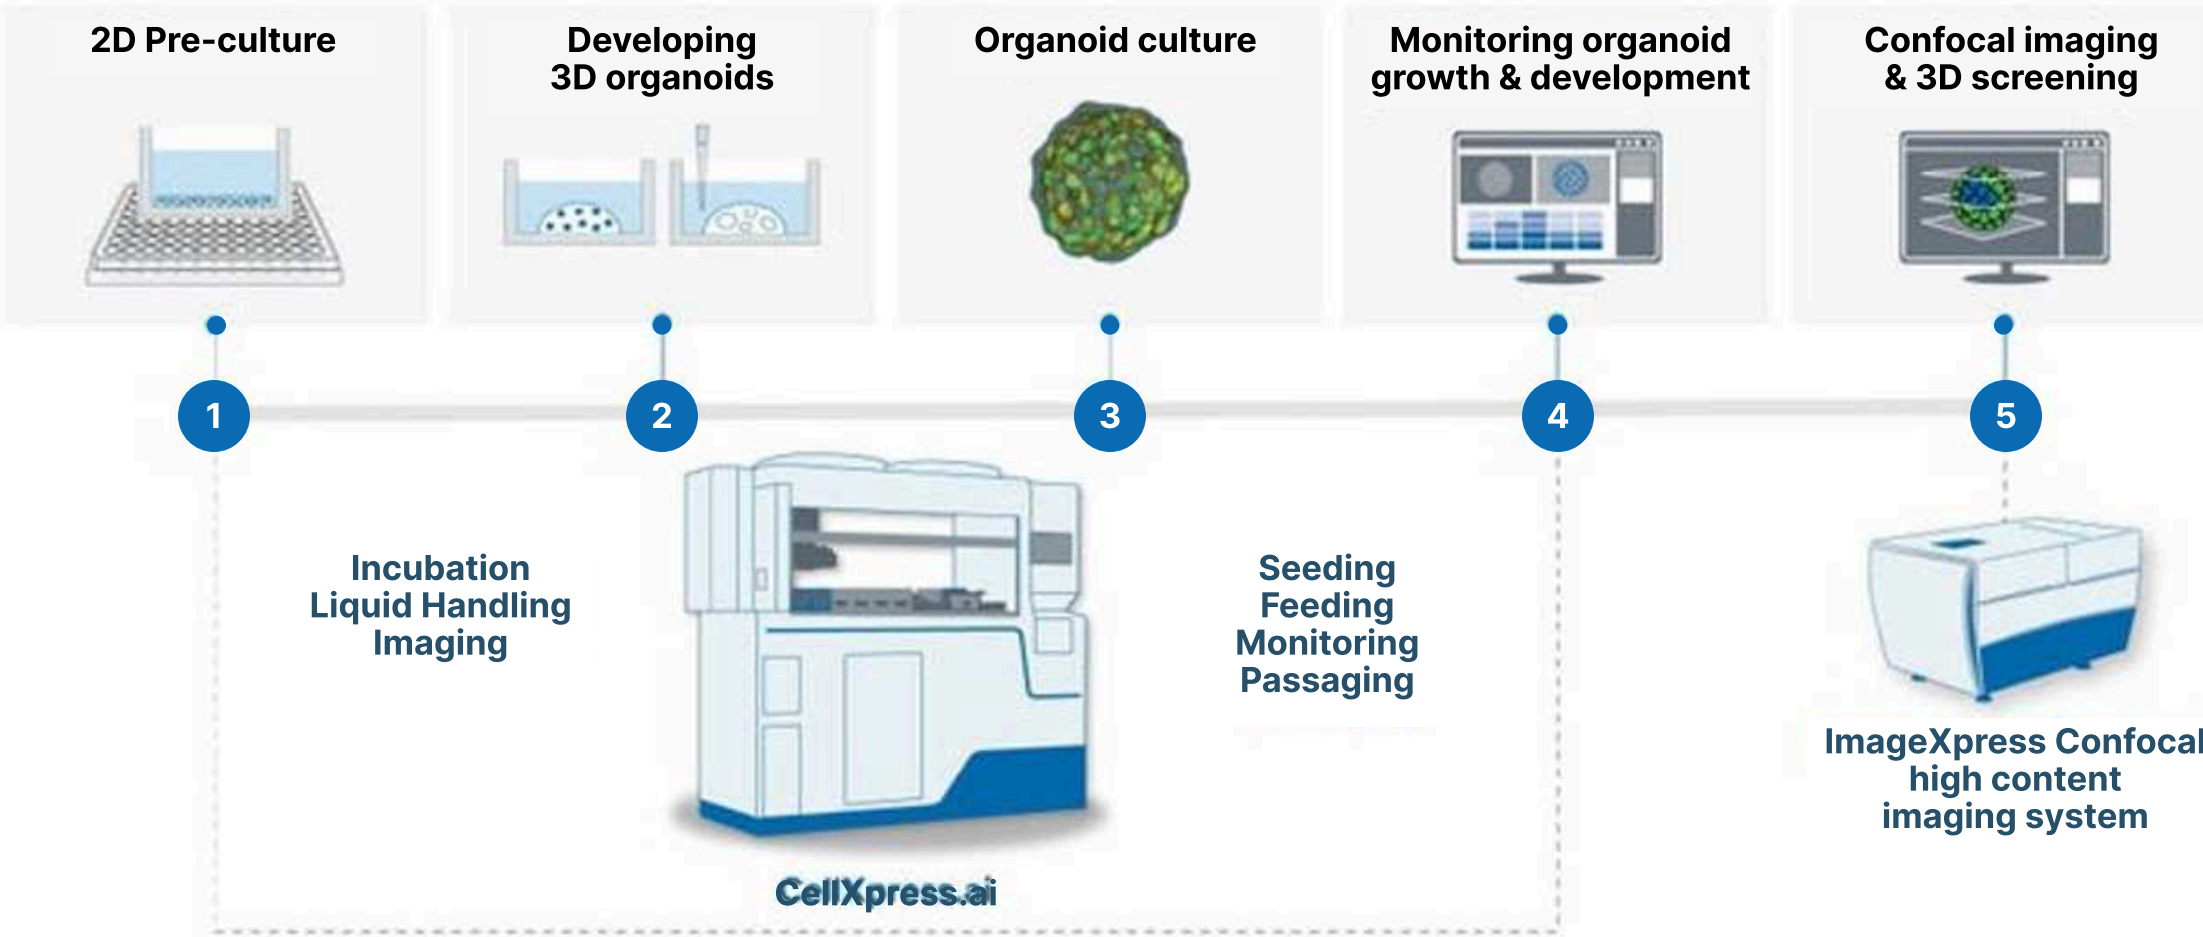 2D Pre-culture
Developing
3D organoids
Organoid culture
Monitoring organoid
growth & development
Confocal imaging
& 3D screening
1
2
3
4
5
Incubation
Liquid Handling
Imaging
Seeding
Feeding
Monitoring
Passaging
CellXpress.ai
ImageXpress Confocal
high content
imaging system